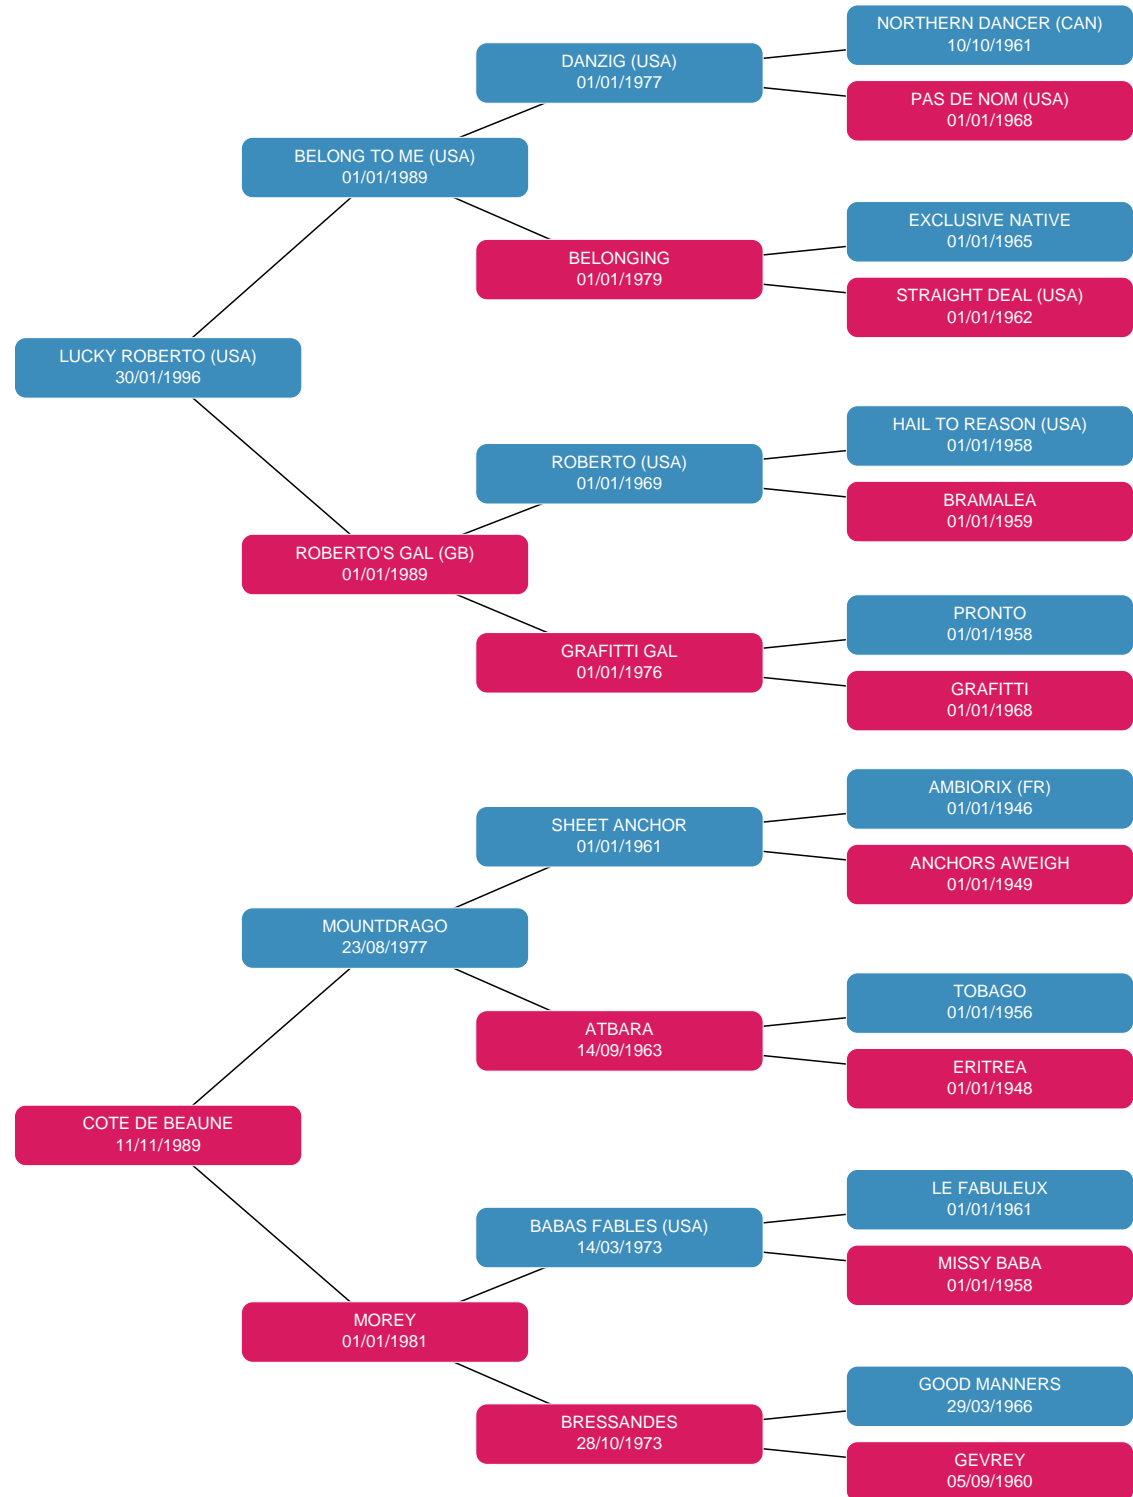 NORTHERN DANCER (CAN)
10/10/1961
DANZIG (USA)
01/01/1977
PAS DE NOM (USA)
01/01/1968
BELONG TO ME (USA)
01/01/1989
EXCLUSIVE NATIVE
01/01/1965
BELONGING
01/01/1979
STRAIGHT DEAL (USA)
01/01/1962
LUCKY ROBERTO (USA)
30/01/1996
HAIL TO REASON (USA)
01/01/1958
ROBERTO (USA)
01/01/1969
BRAMALEA
01/01/1959
ROBERTO'S GAL (GB)
01/01/1989
PRONTO
01/01/1958
GRAFITTI GAL
01/01/1976
GRAFITTI
01/01/1968
AMBIORIX (FR)
01/01/1946
SHEET ANCHOR
01/01/1961
ANCHORS AWEIGH
01/01/1949
MOUNTDRAGO
23/08/1977
TOBAGO
01/01/1956
ATBARA
14/09/1963
ERITREA
01/01/1948
COTE DE BEAUNE
11/11/1989
LE FABULEUX
01/01/1961
BABAS FABLES (USA)
14/03/1973
MISSY BABA
01/01/1958
MOREY
01/01/1981
GOOD MANNERS
29/03/1966
BRESSANDES
28/10/1973
GEVREY
05/09/1960